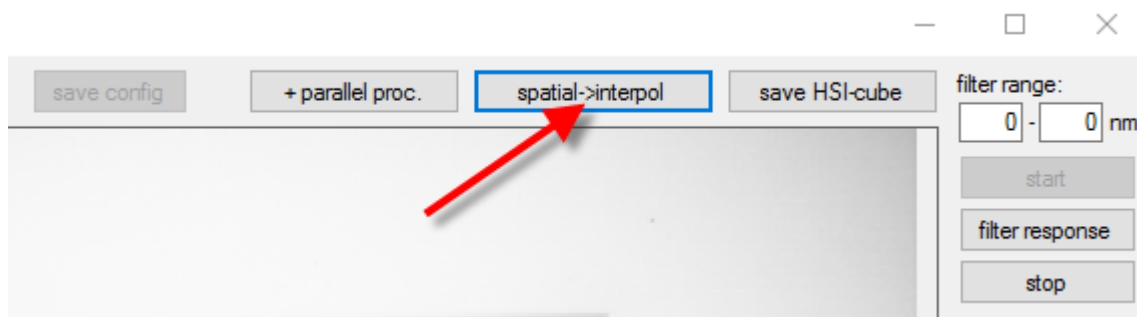 save config
+ parallel proc.
spatial->interpol
save HSI-cube
filter range:
0 - 0 nm
start
filter response
stop